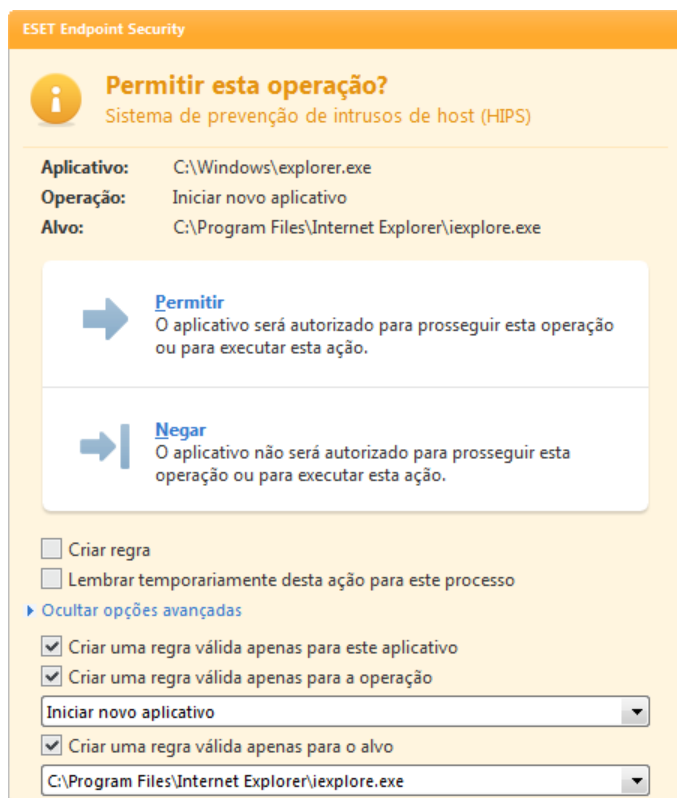 ESET Endpoint Security
Permitir esta operação?
Sistema de prevenção de intrusos de host (HIPS)
Aplicativo: C:\Windows\explorer.exe
Operação: Iniciar novo aplicativo
Alvo: C:\Program Files\Internet Explorer\iexplore.exe
Permitir
O aplicativo será autorizado para prosseguir esta operação
ou para executar esta ação.
Negar
O aplicativo não será autorizado para prosseguir esta
operação ou para executar esta ação.
Criar regra
Lembrar temporariamente desta ação para este processo
Ocultar opções avançadas
Criar uma regra válida apenas para este aplicativo
Criar uma regra válida apenas para a operação
Iniciar novo aplicativo
Criar uma regra válida apenas para o alvo
C:\Program Files\Internet Explorer\iexplore.exe